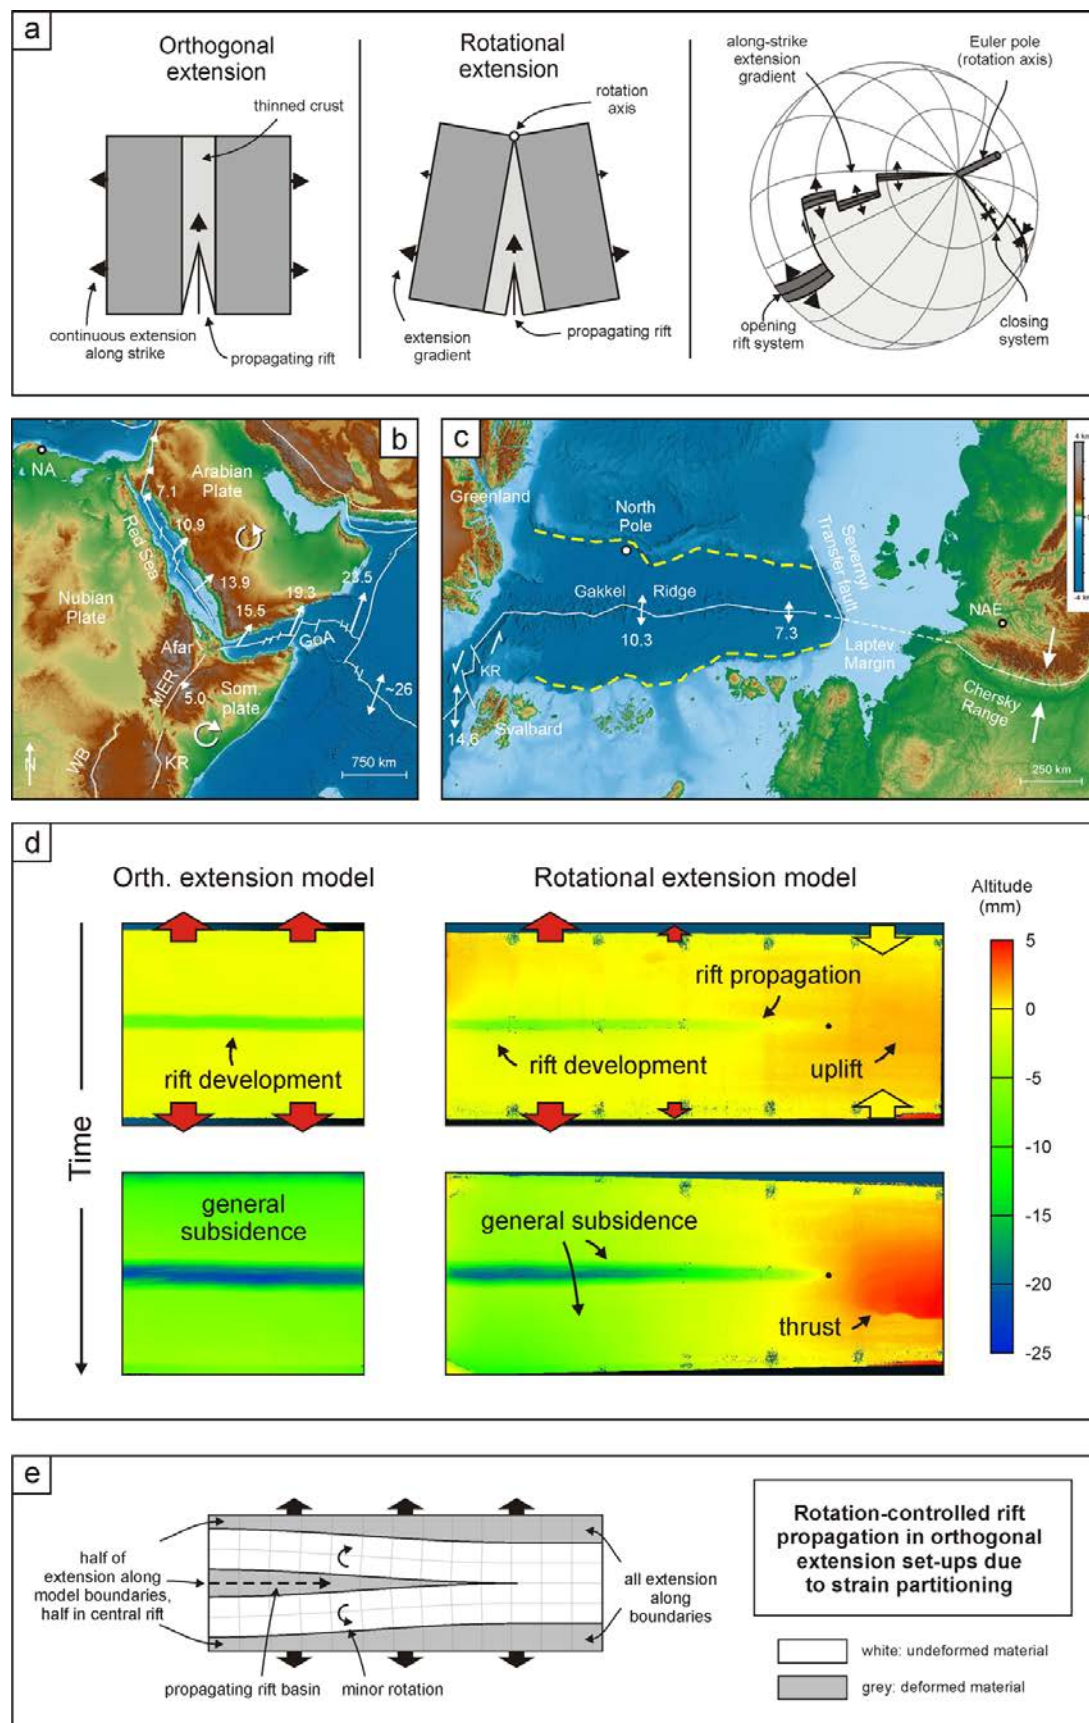 a
Orthogonal
extension
thinned crust
continuous extension
along strike
propagating rift
Rotational
extension
rotation
axis
extension
gradient
propagating rift
along-strike
extension
gradient
Euler pole
(rotation axis)
opening
rift system
closing
system
b
NA
Arabian
Plate
7.1
10.9
Red Sea
13.9
23.5
19.3
15.5
Nubian
Plate
GoA
Afar
MER
5.0
Som.
plate
~26
WB
KR
N
750 km
c
Greenland
North
Pole
Severnyi
Transfer fault
Gakkel Ridge
10.3
7.3
NAE
Laptev
Margin
KR
Chersky
Range
Svalbard
14.6
250 km
d
Orth. extension model
Rotational extension model
Altitude
(mm)
5
0
-5
-10
-15
-20
-25
rift propagation
rift development
rift development
uplift
Time
general
subsidence
general subsidence
thrust
e
half of
extension along
model boundaries,
half in central rift
all extension
along
boundaries
propagating rift basin
minor rotation
Rotation-controlled rift
propagation in orthogonal
extension set-ups due
to strain partitioning
white: undeformed material
grey: deformed material